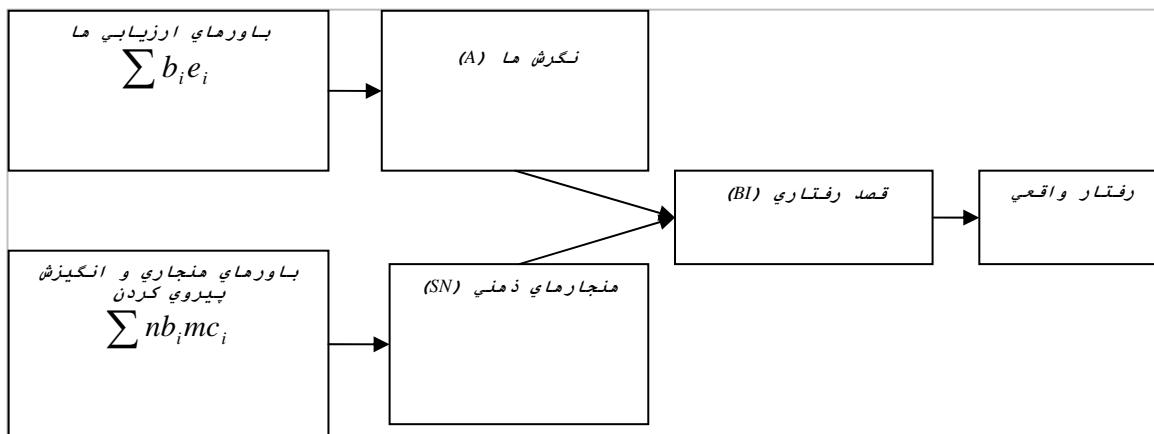 باورهاي ارزيابي ها
∑ b_i e_i
نگرش ها (A)
قصد رفتاري (BI)
رفتار واقعي
باورهاي هنجاري و انگيزش
پيروي كردن
∑ nb_i mc_i
هنجارهاي ذهني (SN)